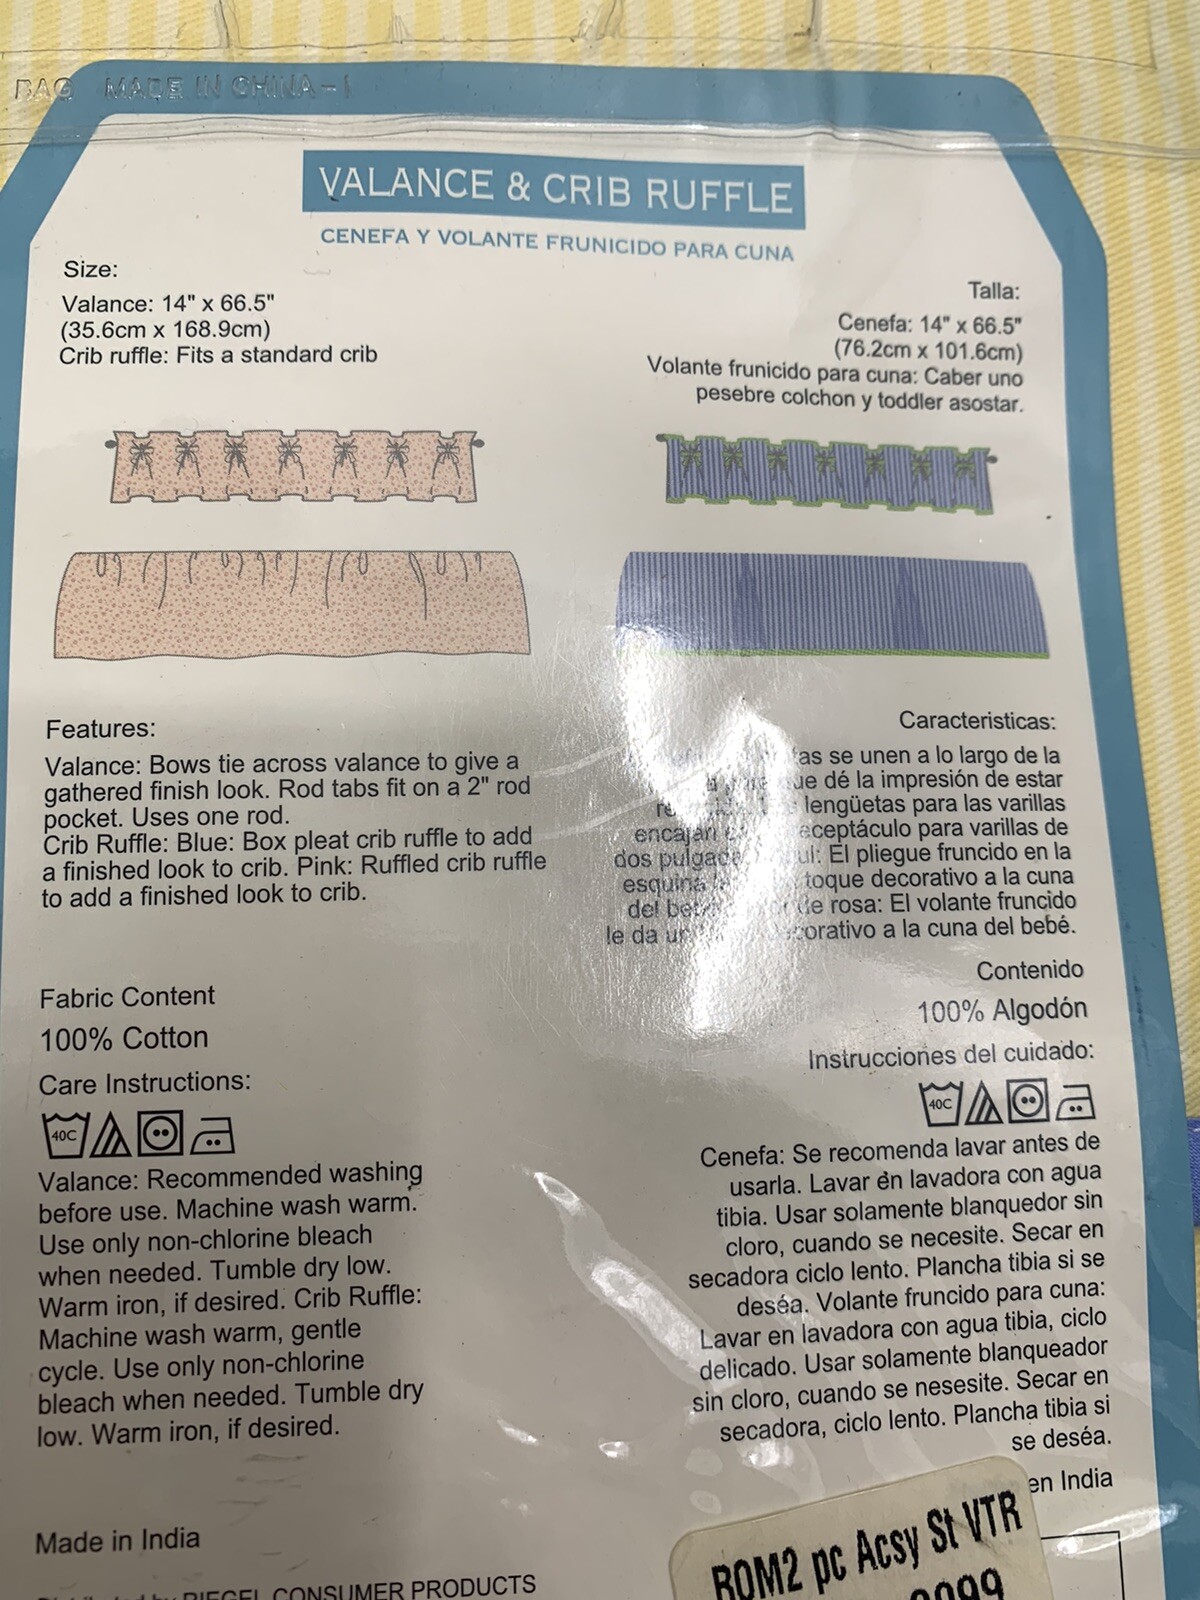 BAG MADE IN CHINA-1
VALANCE & CRIB RUFFLE
CENEFA Y VOLANTE FRUNICIDO PARA CUNA
Size:
Valance: 14" x 66.5"
(35.6cm x 168.9cm)
Crib ruffle: Fits a standard crib
Talla:
Cenefa: 14" x 66.5"
(76.2cm x 101.6cm)
Volante frunicido para cuna: Caber uno
pesebre colchon y toddler asostar.
Features:
Valance: Bows tie across valance to give a
gathered finish look. Rod tabs fit on a 2" rod
pocket. Uses one rod.
Crib Ruffle: Blue: Box pleat crib ruffle to add
a finished look to crib. Pink: Ruffled crib ruffle
to add a finished look to crib.
Caracteristicas:
se unen a lo largo de la
dé la impresión de estar
lengüetas para las varillas
encajan para varillas de
dos El pliegue fruncido en la
esquina toque decorativo a la cuna
del de rosa: El volante fruncido
le da a la cuna del bebé.
Fabric Content
100% Cotton
Contenido
100% Algodón
Care Instructions:
40C
Valance: Recommended washing
before use. Machine wash warm.
Use only non-chlorine bleach
when needed. Tumble dry low.
Warm iron, if desired. Crib Ruffle:
Machine wash warm, gentle
cycle. Use only non-chlorine
bleach when needed. Tumble dry
low. Warm iron, if desired.
Instrucciones del cuidado:
40C
Cenefa: Se recomenda lavar antes de
usarla. Lavar en lavadora con agua
tibia. Usar solamente blanquedor sin
cloro, cuando se necesite. Secar en
secadora ciclo lento. Plancha tibia si se
deséa. Volante fruncido para cuna:
Lavar en lavadora con agua tibia, ciclo
delicado. Usar solamente blanqueador
sin cloro, cuando se nesesite. Secar en
secadora, ciclo lento. Plancha tibia si
se deséa.
en India
Made in India
by RIEGEL CONSUMER PRODUCTS
BOM2 pc Acsy St VTR